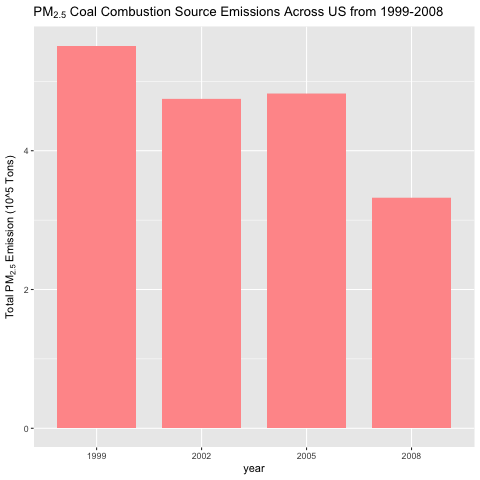 PM2.5 Coal Combustion Source Emissions Across US from 1999-2008
Total PM2.5 Emission (10^5 Tons)
4
2
0
1999 2002 2005 2008
year